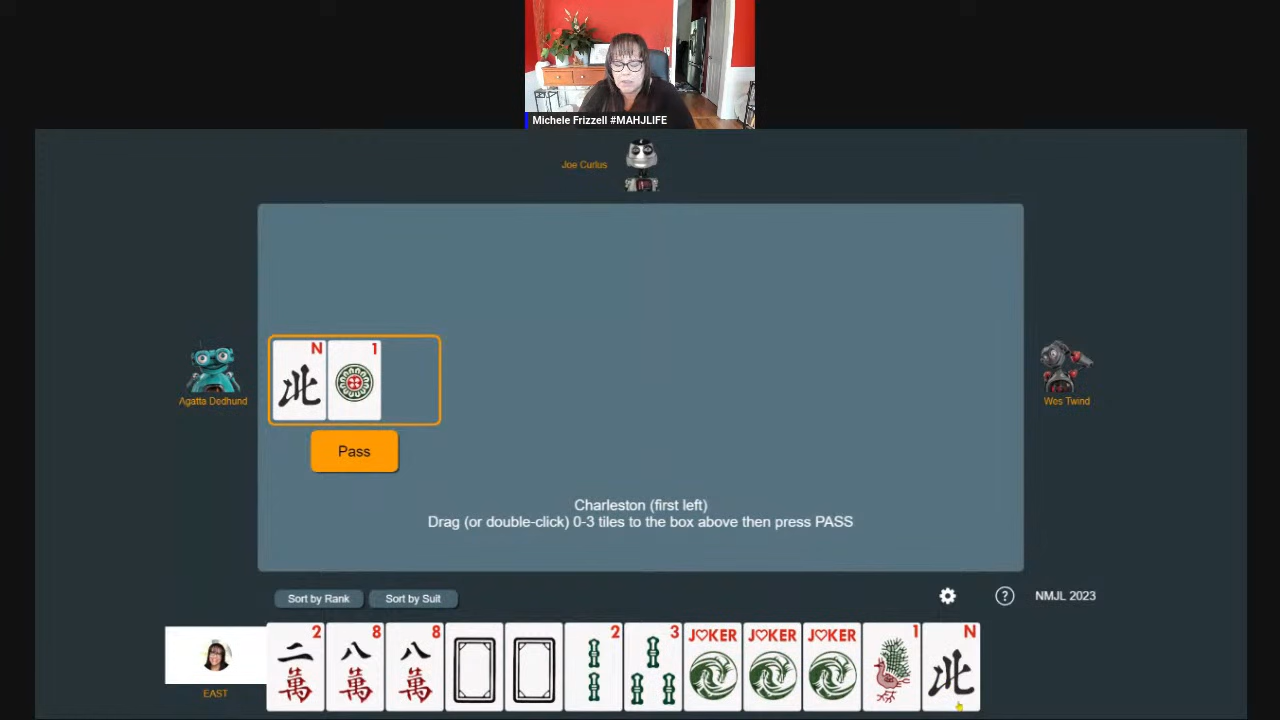 Michele Frizzell #MAHJLIFE
Joe Curlus
N 1
北
Agatta Dedhund
Wes Twind
Pass
Charleston (first left)
Drag (or double-click) 0-3 tiles to the box above then press PASS
Sort by Rank Sort by Suit ? NMJL 2023
2 8 8 2 3 JOKER JOKER JOKER 1 N
二萬 八萬 八萬 北
EAST